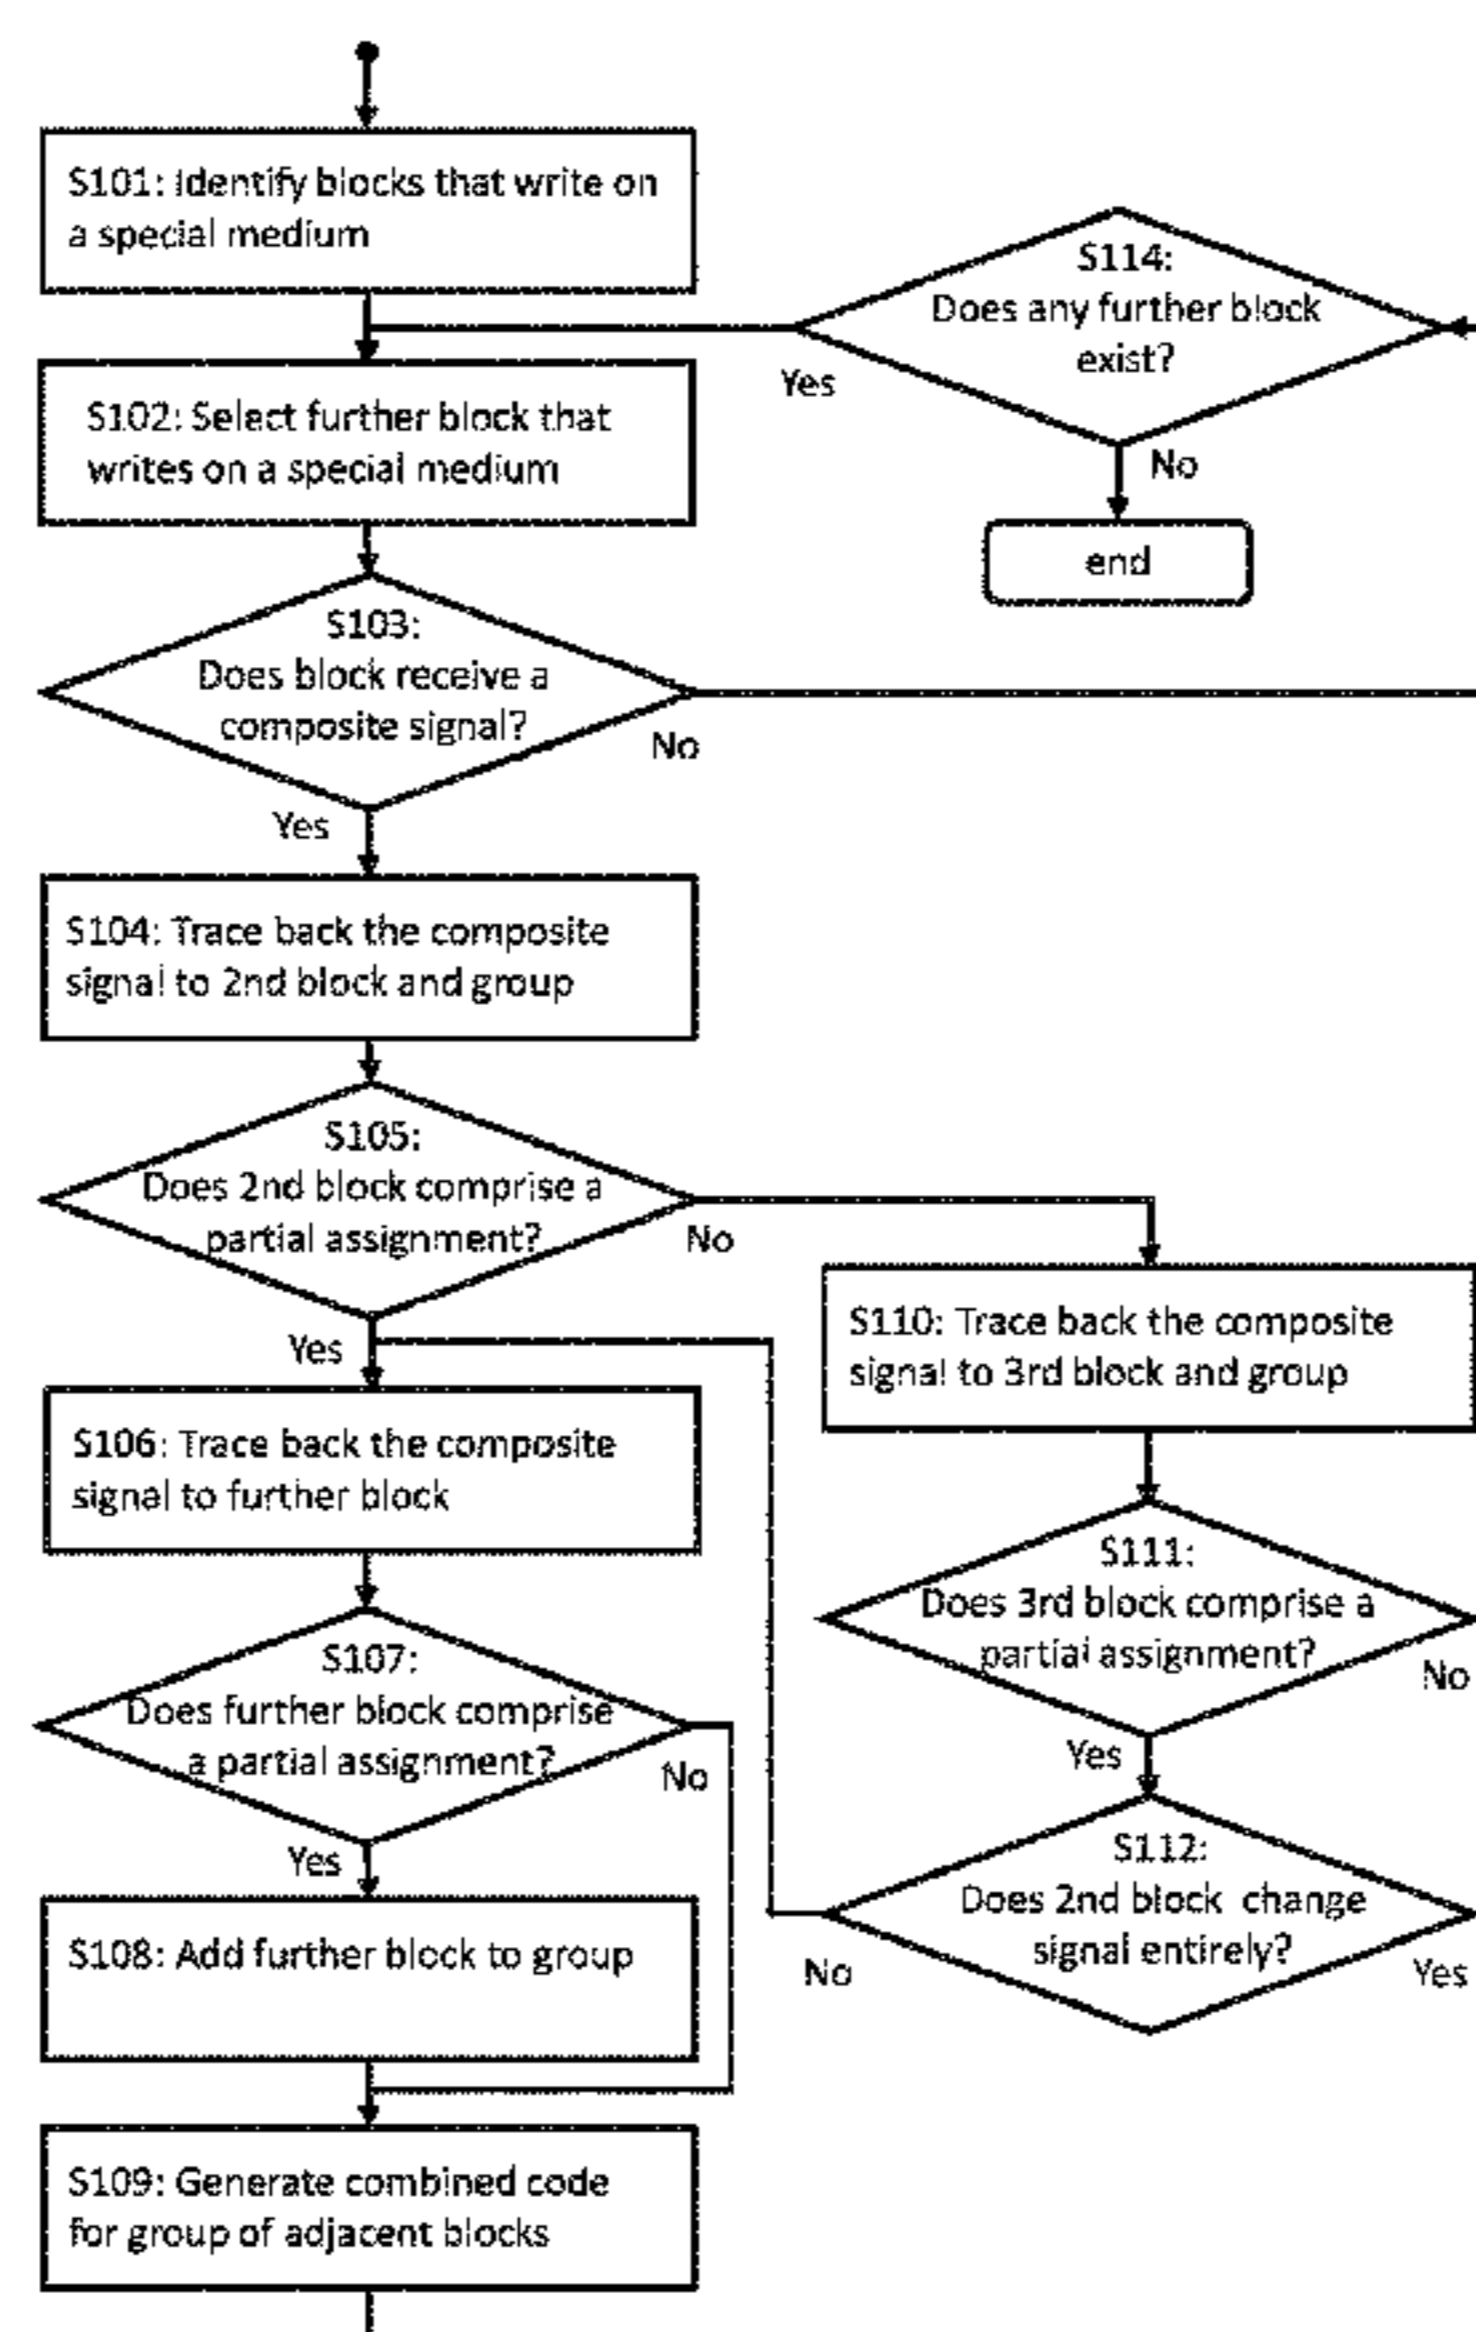 S101: Identify blocks that write on
a special medium
S114:
Does any further block
exist?
Yes
No
end
S102: Select further block that
writes on a special medium
S103:
Does block receive a
composite signal?
No
Yes
S104: Trace back the composite
signal to 2nd block and group
S105:
Does 2nd block comprise a
partial assignment?
No
Yes
S110: Trace back the composite
signal to 3rd block and group
S106: Trace back the composite
signal to further block
S111:
Does 3rd block comprise a
partial assignment?
No
Yes
S107:
Does further block comprise
a partial assignment?
No
Yes
S112:
Does 2nd block change
signal entirely?
No
Yes
S108: Add further block to group
S109: Generate combined code
for group of adjacent blocks